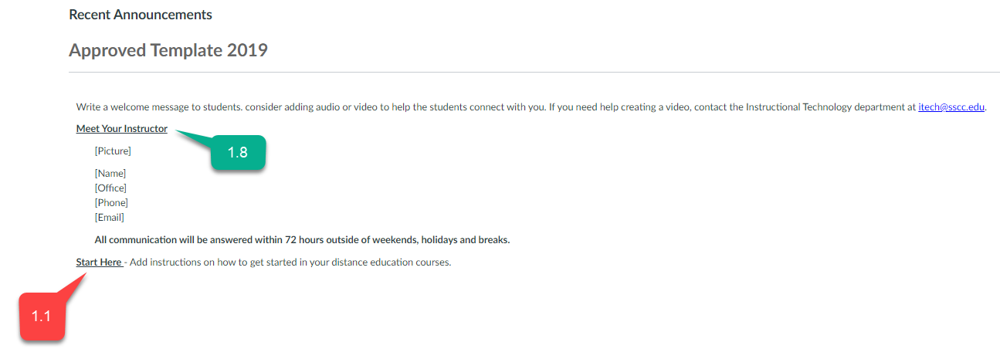 Recent Announcements
Approved Template 2019
Write a welcome message to students. consider adding audio or video to help the students connect with you. If you need help creating a video, contact the Instructional Technology department at itech@sscc.edu.
Meet Your Instructor
1.8
[Picture]
[Name]
[Office]
[Phone]
[Email]
All communication will be answered within 72 hours outside of weekends, holidays and breaks.
Start Here - Add instructions on how to get started in your distance education courses.
1.1